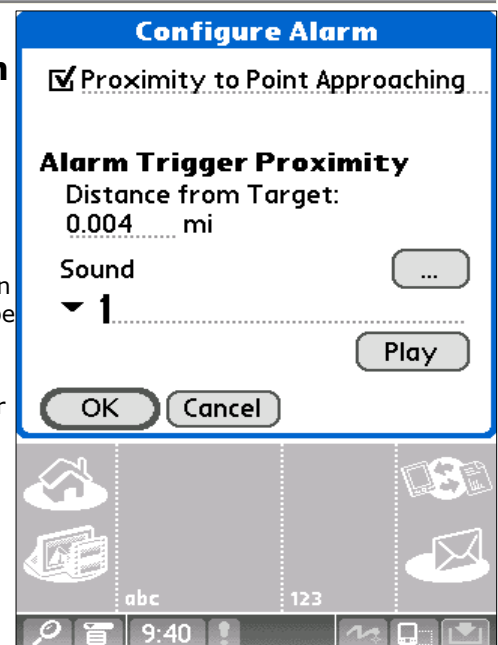 Configure Alarm
Proximity to Point Approaching
Alarm Trigger Proximity
Distance from Target:
0.004 mi
Sound
...
1
Play
OK
Cancel
abc
123
9:40